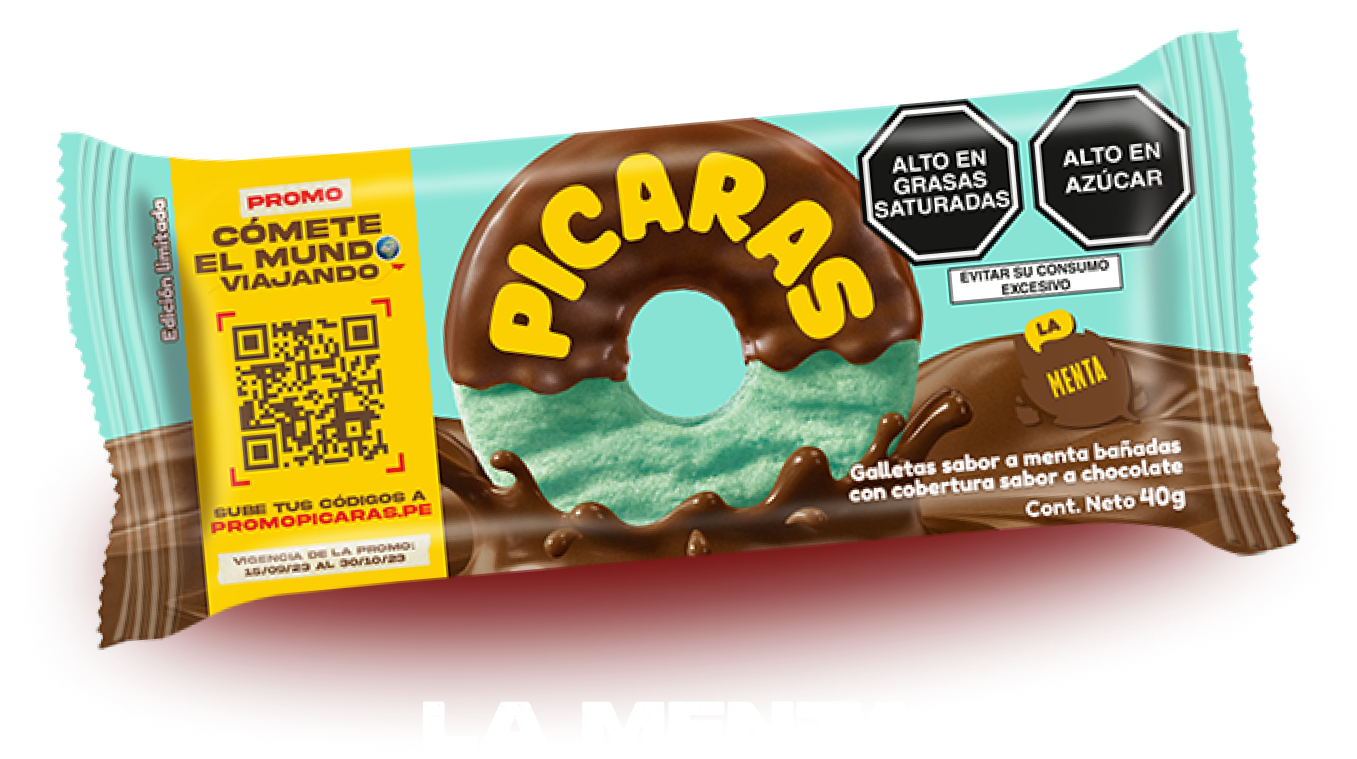 Edición limitada
PROMO
CÓMETE
EL MUNDO
VIAJANDO
SUBE TUS CÓDIGOS A
PROMOPICARAS.PE
VIGENCIA DE LA PROMO:
15/09/23 AL 30/10/23
PICARAS
ALTO EN
GRASAS
SATURADAS
ALTO EN
AZÚCAR
EVITAR SU CONSUMO
EXCESIVO
LA
MENTA
Galletas sabor a menta bañadas
con cobertura sabor a chocolate
Cont. Neto 40g
LA MENTA